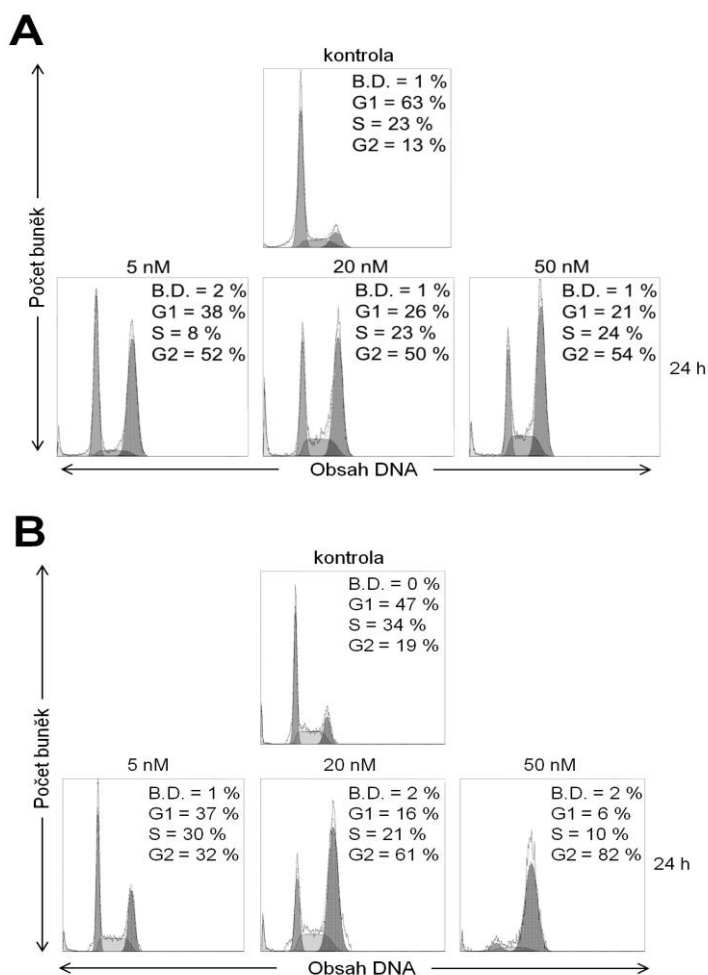 A
kontrola
B.D. = 1 %
G1 = 63 %
S = 23 %
G2 = 13 %
Počet buněk
5 nM
B.D. = 2 %
G1 = 38 %
S = 8 %
G2 = 52 %
20 nM
B.D. = 1 %
G1 = 26 %
S = 23 %
G2 = 50 %
50 nM
B.D. = 1 %
G1 = 21 %
S = 24 %
G2 = 54 %
24 h
Obsah DNA
B
kontrola
B.D. = 0 %
G1 = 47 %
S = 34 %
G2 = 19 %
Počet buněk
5 nM
B.D. = 1 %
G1 = 37 %
S = 30 %
G2 = 32 %
20 nM
B.D. = 2 %
G1 = 16 %
S = 21 %
G2 = 61 %
50 nM
B.D. = 2 %
G1 = 6 %
S = 10 %
G2 = 82 %
24 h
Obsah DNA